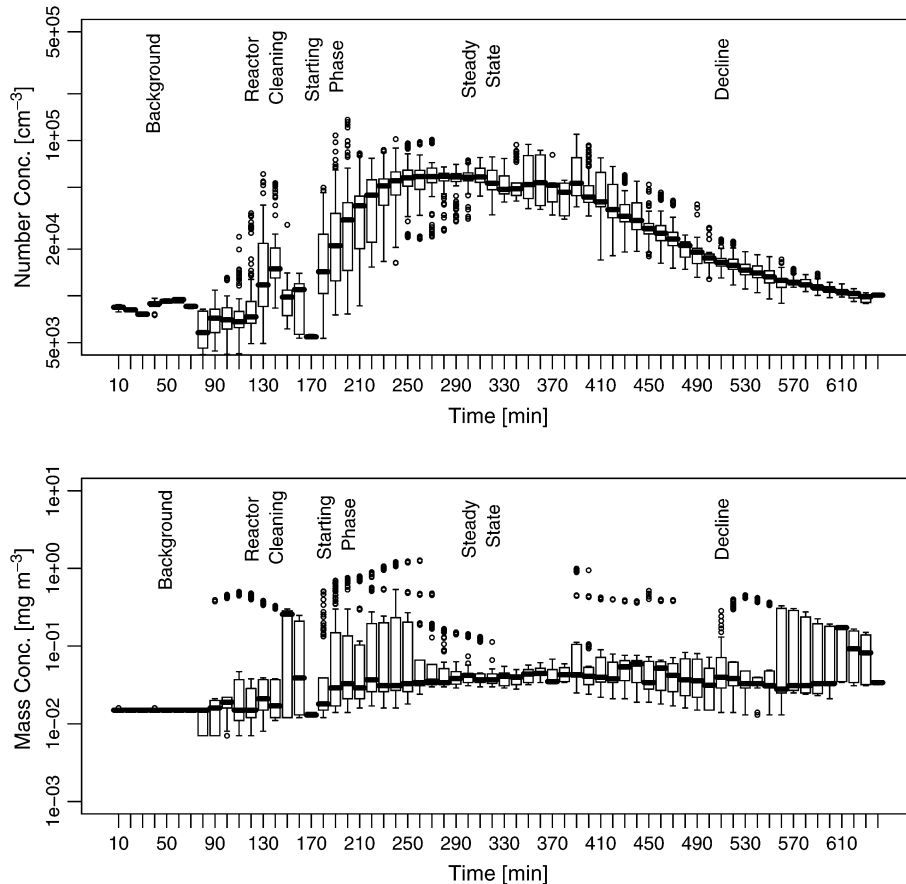 Number Conc. [cm⁻³]
5e+05
1e+05
2e+04
5e+03
Background
Reactor
Cleaning
Starting
Phase
Steady
State
Decline
10 50 90 130 170 210 250 290 330 370 410 450 490 530 570 610
Time [min]
Mass Conc. [mg m⁻³]
1e+01
1e+00
1e−01
1e−02
1e−03
Background
Reactor
Cleaning
Starting
Phase
Steady
State
Decline
10 50 90 130 170 210 250 290 330 370 410 450 490 530 570 610
Time [min]